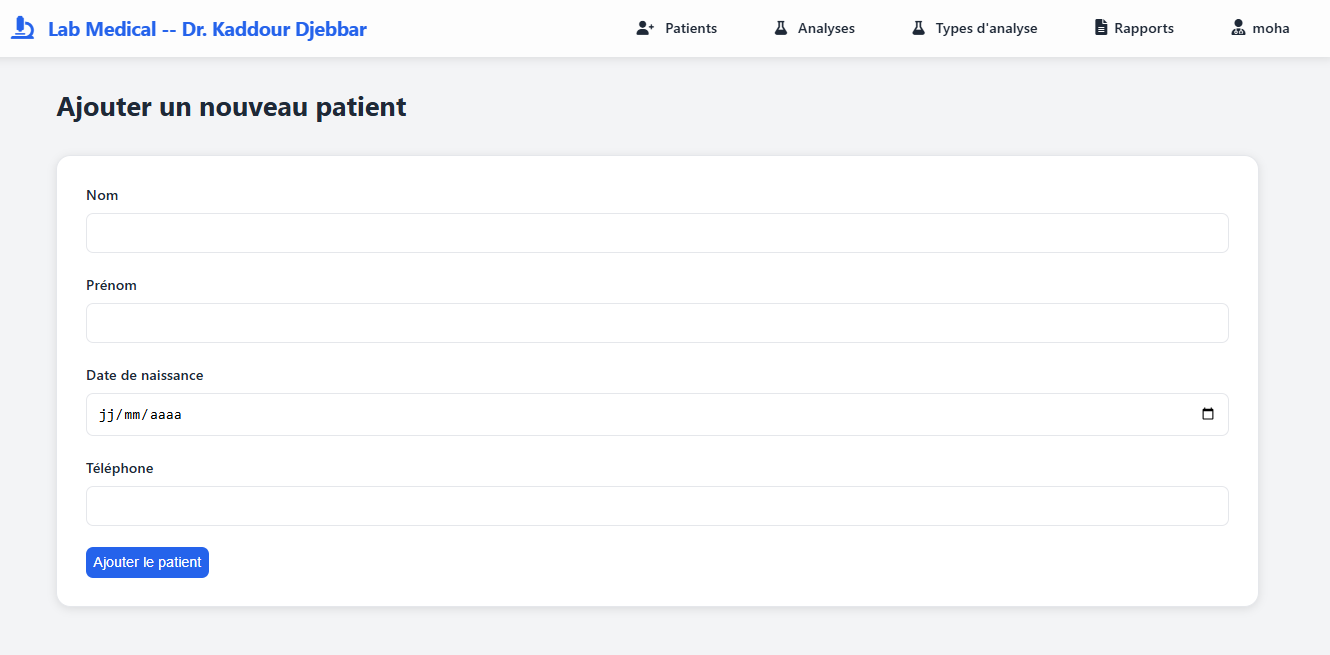 Lab Medical -- Dr. Kaddour Djebbar
Patients
Analyses
Types d'analyse
Rapports
moha
Ajouter un nouveau patient
Nom
Prénom
Date de naissance
jj/mm/aaaa
Téléphone
Ajouter le patient